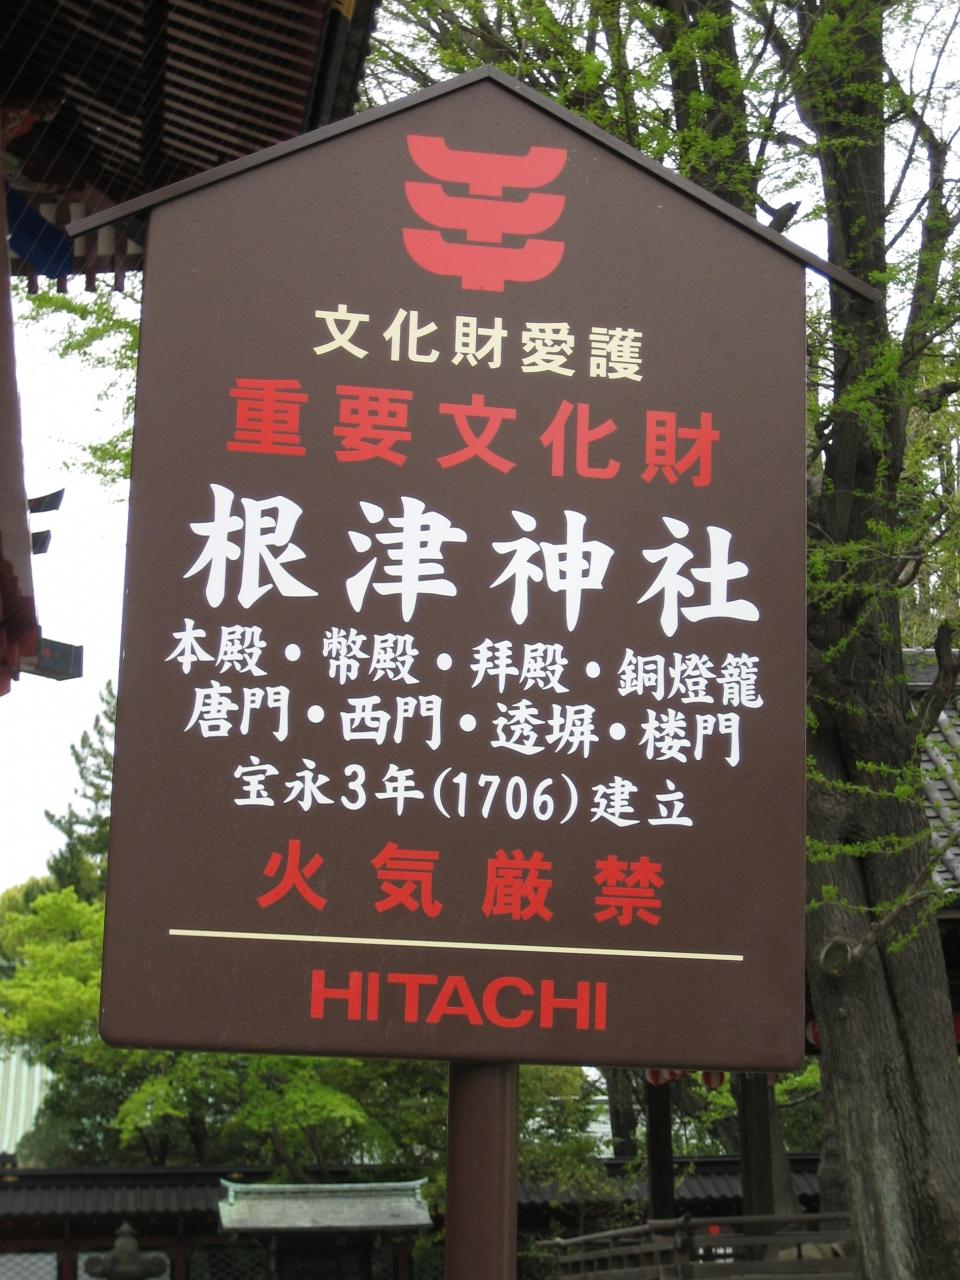 文化財愛護
重要文化財
根津神社
本殿・幣殿・拝殿・銅燈籠
唐門・西門・透塀・楼門
宝永3年(1706)建立
火気厳禁
HITACHI